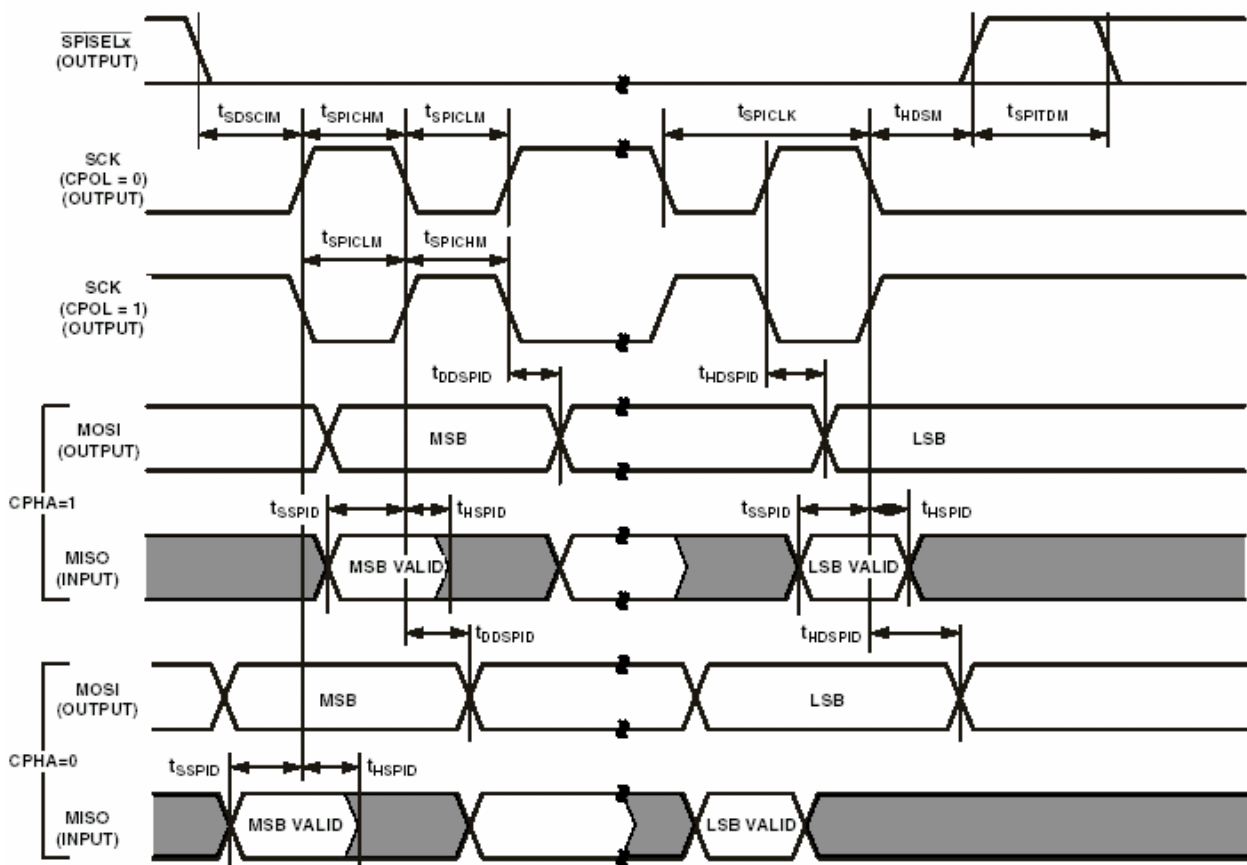 SPISELx
(OUTPUT)
tSDSCIM tSPICHM tSPICLM tSPICLK tHDSM tSPITDM
SCK
(CPOL = 0)
(OUTPUT)
tSPICLM tSPICHM
SCK
(CPOL = 1)
(OUTPUT)
tDDSPID tHDSPID
MOSI
(OUTPUT)
MSB LSB
CPHA=1
tSSPID tHSPID tSSPID tHSPID
MISO
(INPUT)
MSB VALID LSB VALID
tDDSPID tHDSPID
MOSI
(OUTPUT)
MSB LSB
CPHA=0
tSSPID tHSPID
MISO
(INPUT)
MSB VALID LSB VALID